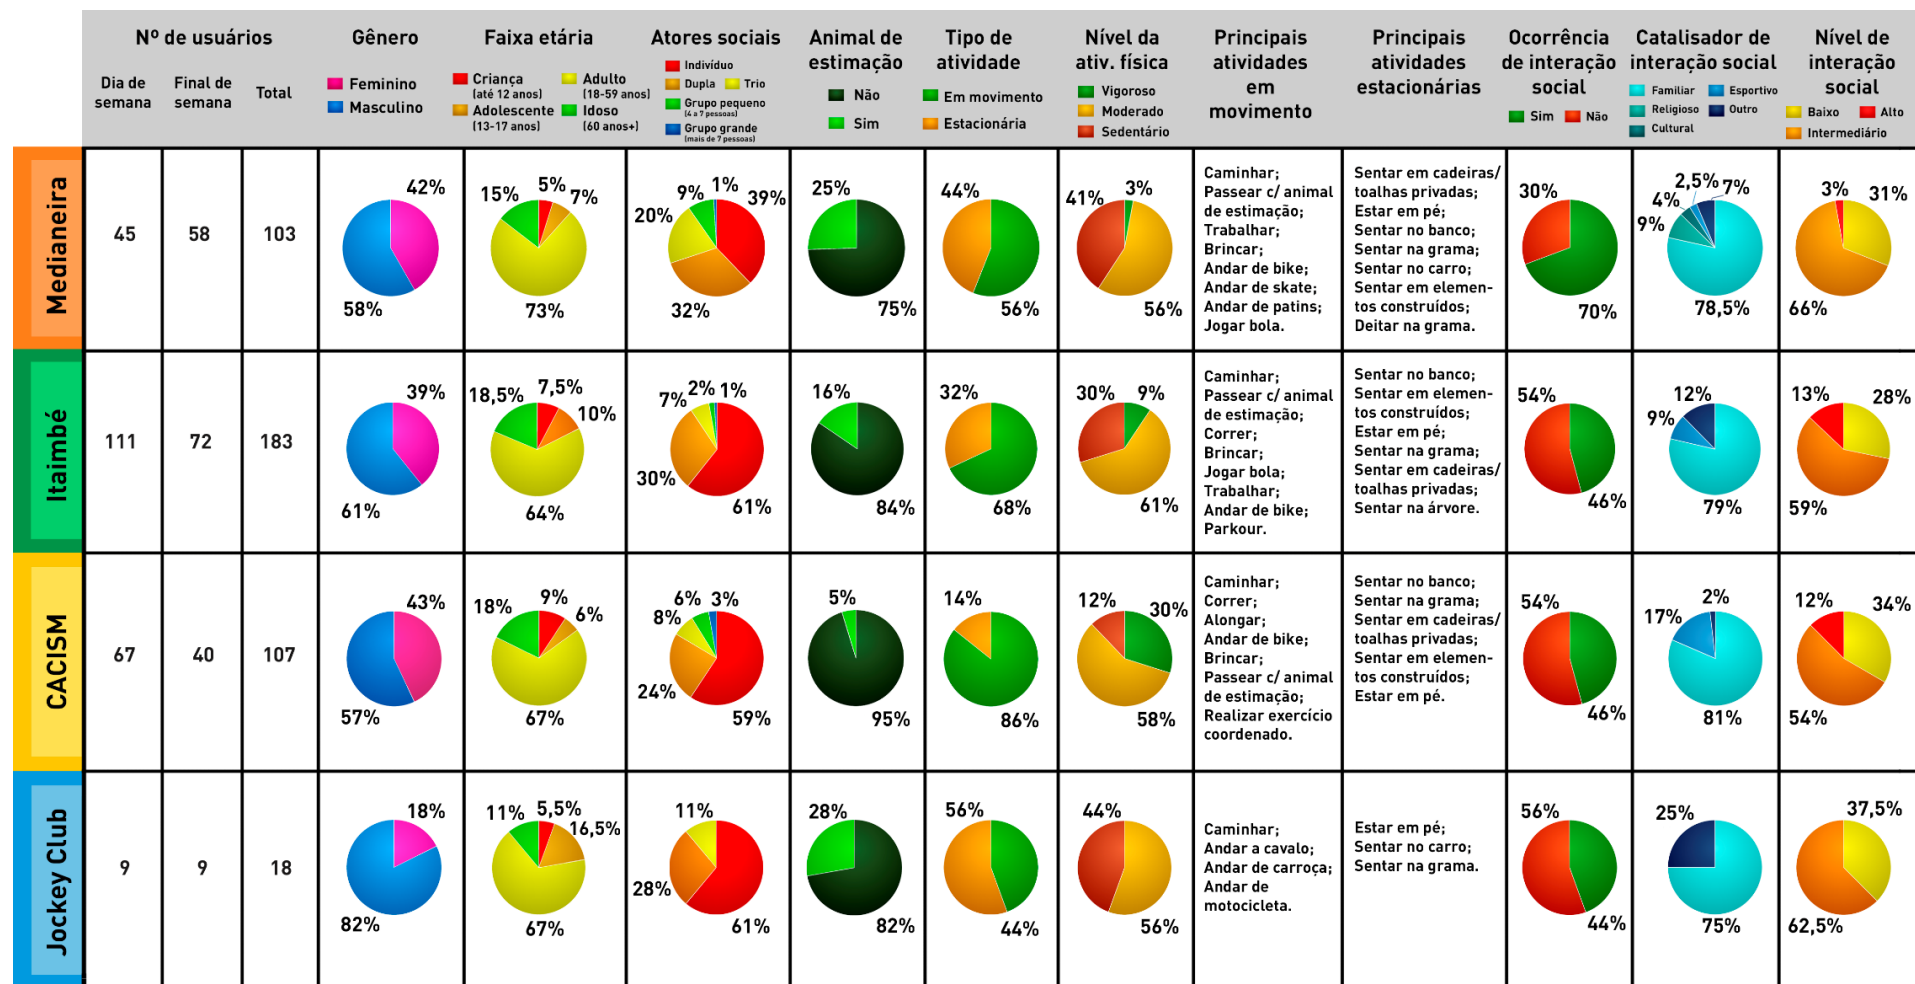 Nº de usuários
Dia de
semana
Final de
semana
Total
Gênero
Feminino
Masculino
Faixa etária
Criança
(até 12 anos)
Adolescente
(13-17 anos)
Adulto
(18-59 anos)
Idoso
(60 anos+)
Atores sociais
Indivíduo
Dupla
Trio
Grupo pequeno
(4 a 7 pessoas)
Grupo grande
(mais de 7 pessoas)
Animal de
estimação
Não
Sim
Tipo de
atividade
Em movimento
Estacionária
Nível da
ativ. física
Vigoroso
Moderado
Sedentário
Principais
atividades
em
movimento
Principais
atividades
estacionárias
Ocorrência
de interação
social
Sim
Não
Catalisador de
interação social
Familiar
Esportivo
Religioso
Outro
Cultural
Nível de
interação
social
Baixo
Alto
Intermediário
Medianeira
45
58
103
42%
58%
15%
5%
7%
73%
9%
1%
39%
20%
32%
25%
75%
44%
56%
41%
3%
56%
Caminhar;
Passear c/ animal
de estimação;
Trabalhar;
Brincar;
Andar de bike;
Andar de skate;
Andar de patins;
Jogar bola.
Sentar em cadeiras/
toalhas privadas;
Estar em pé;
Sentar no banco;
Sentar na grama;
Sentar no carro;
Sentar em elemen-
tos construídos;
Deitar na grama.
30%
70%
2,5%
7%
4%
9%
78,5%
3%
31%
66%
Itaimbé
111
72
183
39%
61%
18,5%
7,5%
10%
64%
7%
2%
1%
30%
61%
16%
84%
32%
68%
30%
9%
61%
Caminhar;
Passear c/ animal
de estimação;
Correr;
Brincar;
Jogar bola;
Trabalhar;
Andar de bike;
Parkour.
Sentar no banco;
Sentar em elemen-
tos construídos;
Estar em pé;
Sentar na grama;
Sentar em cadeiras/
toalhas privadas;
Sentar na árvore.
54%
46%
12%
9%
79%
13%
28%
59%
CACISM
67
40
107
43%
57%
18%
9%
6%
67%
6%
3%
8%
24%
59%
5%
95%
14%
86%
12%
30%
58%
Caminhar;
Correr;
Alongar;
Andar de bike;
Brincar;
Passear c/ animal
de estimação;
Realizar exercício
coordenado.
Sentar no banco;
Sentar na grama;
Sentar em cadeiras/
toalhas privadas;
Sentar em elemen-
tos construídos;
Estar em pé.
54%
46%
2%
17%
81%
12%
34%
54%
Jockey Club
9
9
18
18%
82%
11%
5,5%
16,5%
67%
11%
28%
61%
28%
82%
56%
44%
44%
56%
Caminhar;
Andar a cavalo;
Andar de carroça;
Andar de
motocicleta.
Estar em pé;
Sentar no carro;
Sentar na grama.
56%
44%
25%
75%
37,5%
62,5%